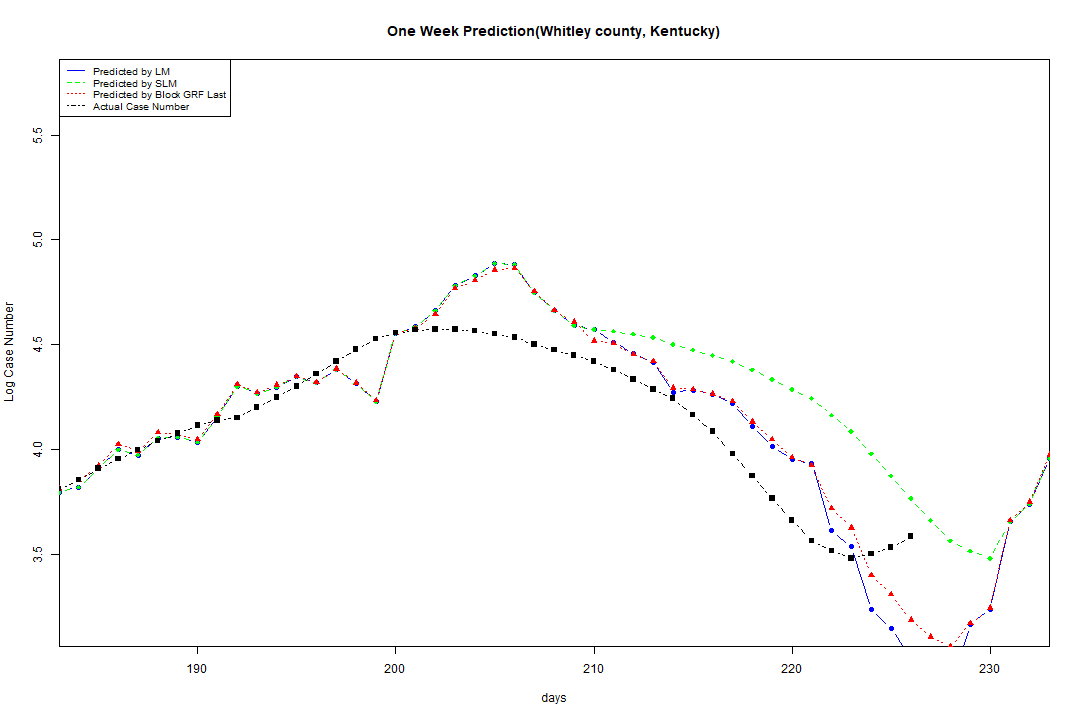 One Week Prediction(Whitley county, Kentucky)
Predicted by LM
Predicted by SLM
Predicted by Block GRF Last
Actual Case Number
5.5
5.0
4.5
4.0
3.5
Log Case Number
190 200 210 220 230
days